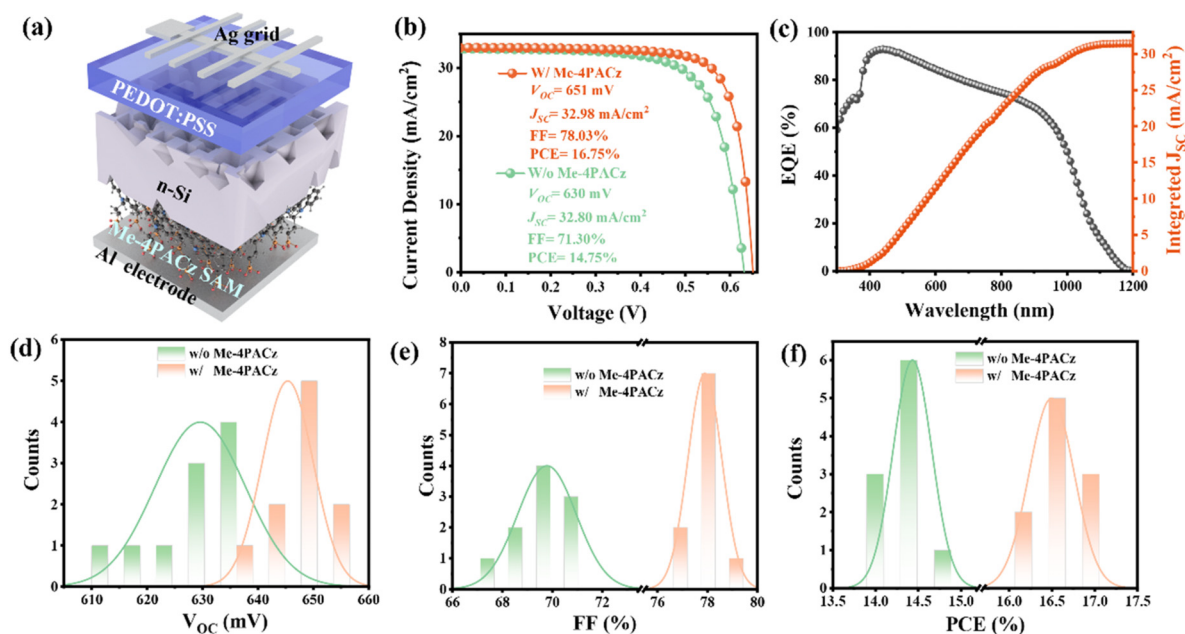 (a)
Ag grid
PEDOT:PSS
n-Si
Me-4PACz SAM
Al electrode
(b)
Current Density (mA/cm²)
30
20
10
0
W/ Me-4PACz
VOC= 651 mV
JSC= 32.98 mA/cm²
FF= 78.03%
PCE= 16.75%
W/o Me-4PACz
VOC= 630 mV
JSC= 32.80 mA/cm²
FF= 71.30%
PCE= 14.75%
0.0 0.1 0.2 0.3 0.4 0.5 0.6
Voltage (V)
(c)
EQE (%)
100
80
60
40
20
0
Integreted JSC (mA/cm²)
30
25
20
15
10
5
0
400 600 800 1000 1200
Wavelength (nm)
(d)
w/o Me-4PACz
w/ Me-4PACz
Counts
6
5
4
3
2
1
0
610 620 630 640 650 660
VOC (mV)
(e)
w/o Me-4PACz
w/ Me-4PACz
Counts
8
7
6
5
4
3
2
1
0
66 68 70 72 76 78 80
FF (%)
(f)
w/o Me-4PACz
w/ Me-4PACz
Counts
6
5
4
3
2
1
0
13.5 14.0 14.5 15.0 16.0 16.5 17.0 17.5
PCE (%)